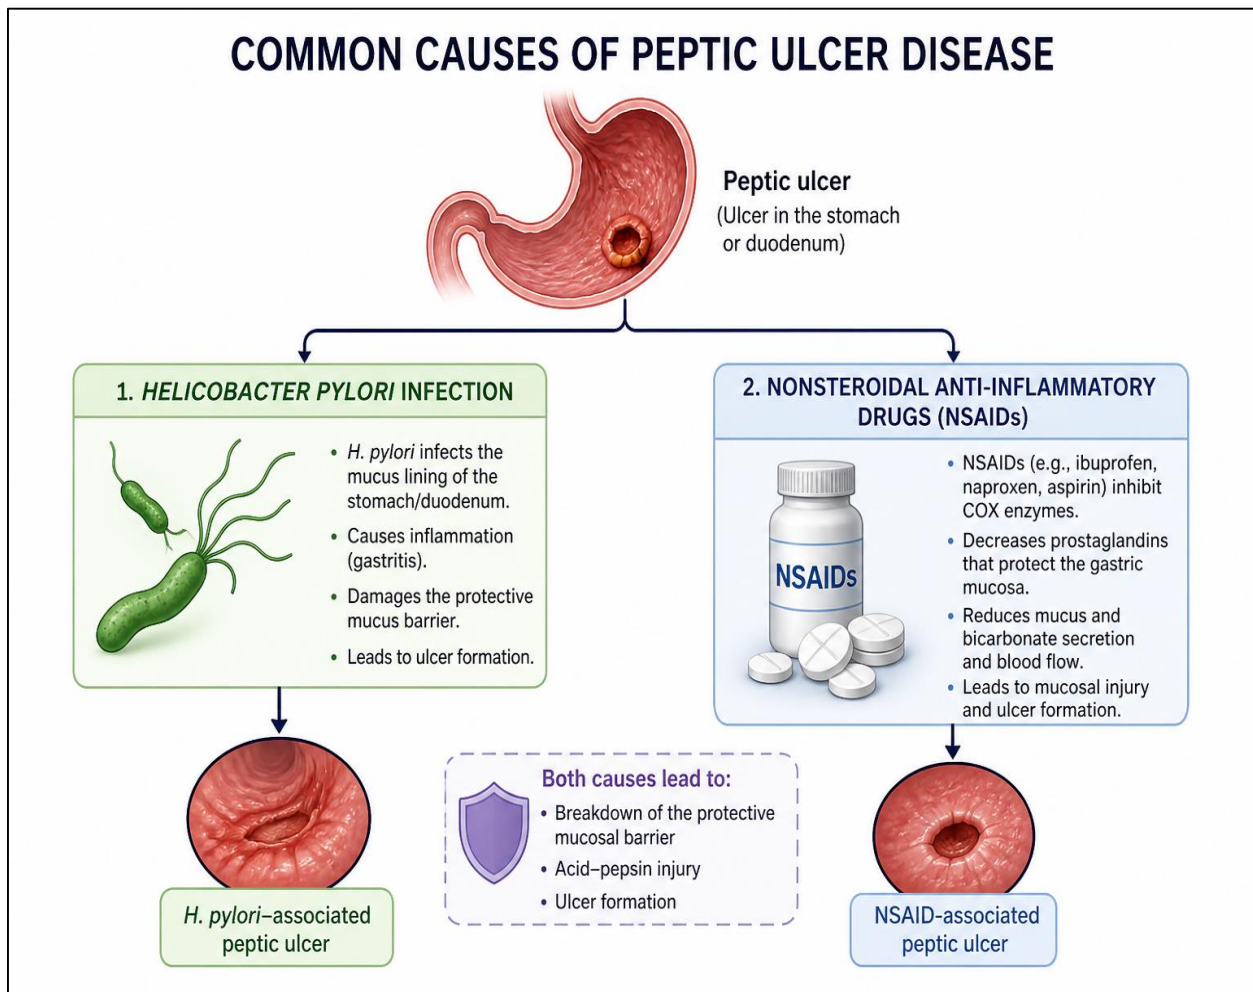 COMMON CAUSES OF PEPTIC ULCER DISEASE
Peptic ulcer
(Ulcer in the stomach
or duodenum)
1. HELICOBACTER PYLORI INFECTION
• H. pylori infects the
mucus lining of the
stomach/duodenum.
• Causes inflammation
(gastritis).
• Damages the protective
mucus barrier.
• Leads to ulcer formation.
H. pylori–associated
peptic ulcer
2. NONSTEROIDAL ANTI-INFLAMMATORY
DRUGS (NSAIDs)
NSAIDs
• NSAIDs (e.g., ibuprofen,
naproxen, aspirin) inhibit
COX enzymes.
• Decreases prostaglandins
that protect the gastric
mucosa.
• Reduces mucus and
bicarbonate secretion
and blood flow.
• Leads to mucosal injury
and ulcer formation.
NSAID-associated
peptic ulcer
Both causes lead to:
• Breakdown of the protective
mucosal barrier
• Acid–pepsin injury
• Ulcer formation